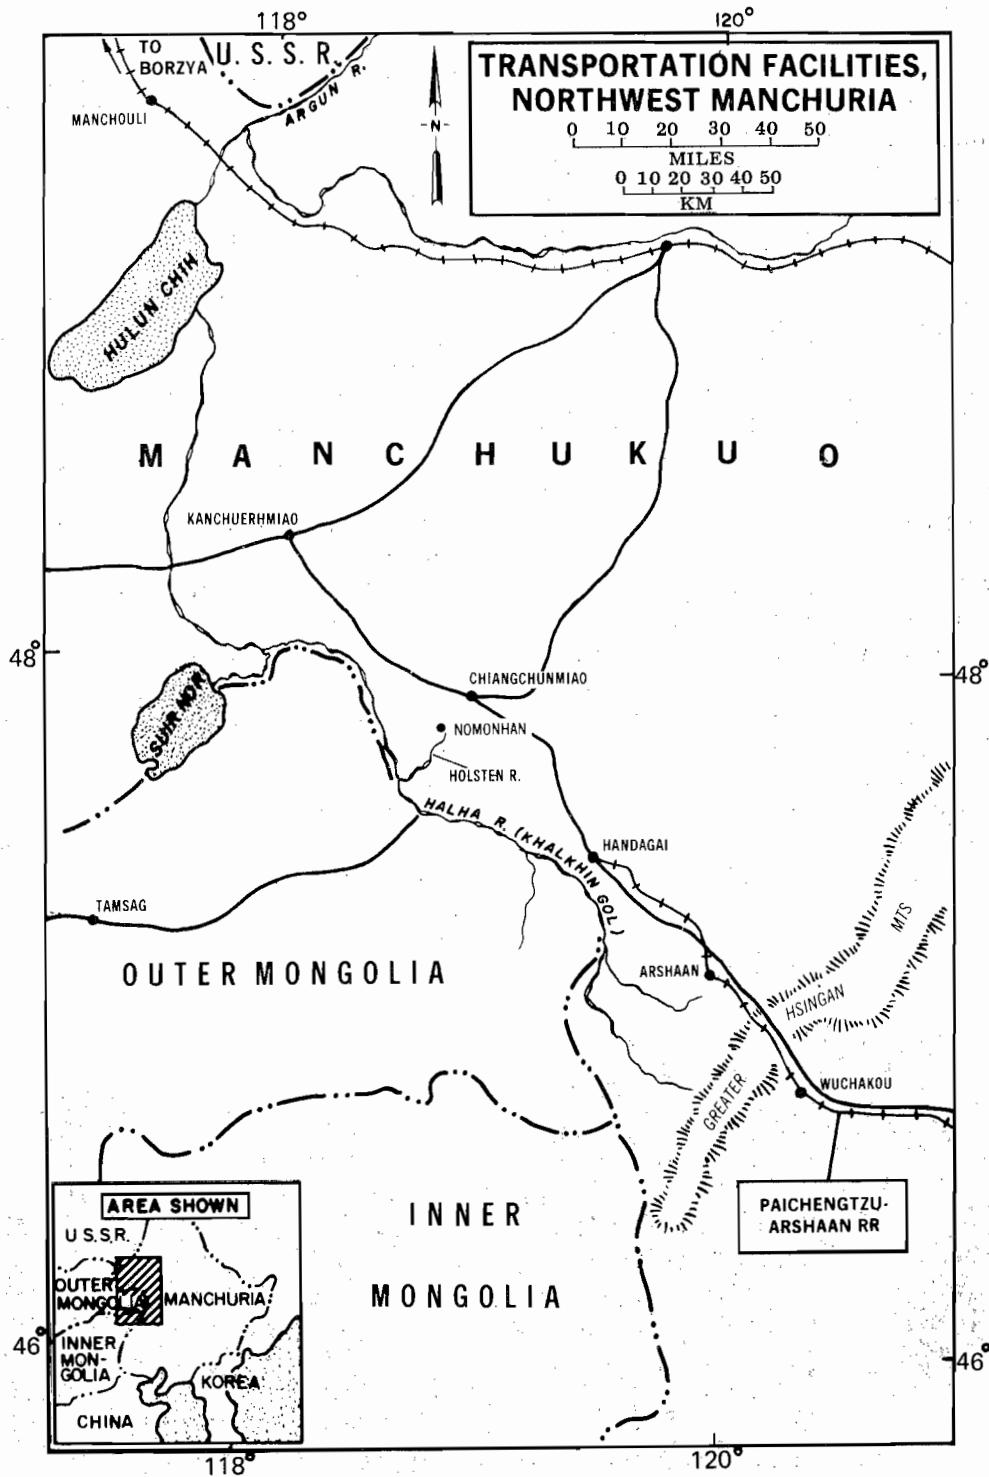 118°
120°
TO
BORZYA
U.S.S.R.
ARGUN R.
MANCHOULI
N
TRANSPORTATION FACILITIES,
NORTHWEST MANCHURIA
0 10 20 30 40 50
MILES
0 10 20 30 40 50
KM
HULUN CHIH
MANCHUKUO
KANCHUERHMIAO
48°
48°
CHIANGCHUNMIAO
SUIR NOR
NOMONHAN
HOLSTEN R.
HALHA R. (KHALKHIN GOL)
HANDAGAI
TAMSAG
MTS
OUTER MONGOLIA
ARSHAAN
HSINGAN
GREATER
WUCHAKOU
PAICHENGTZU-
ARSHAAN RR
INNER
MONGOLIA
AREA SHOWN
U.S.S.R.
OUTER
MONGOLIA
MANCHURIA
INNER
MON-
GOLIA
KOREA
CHINA
46°
46°
118°
120°